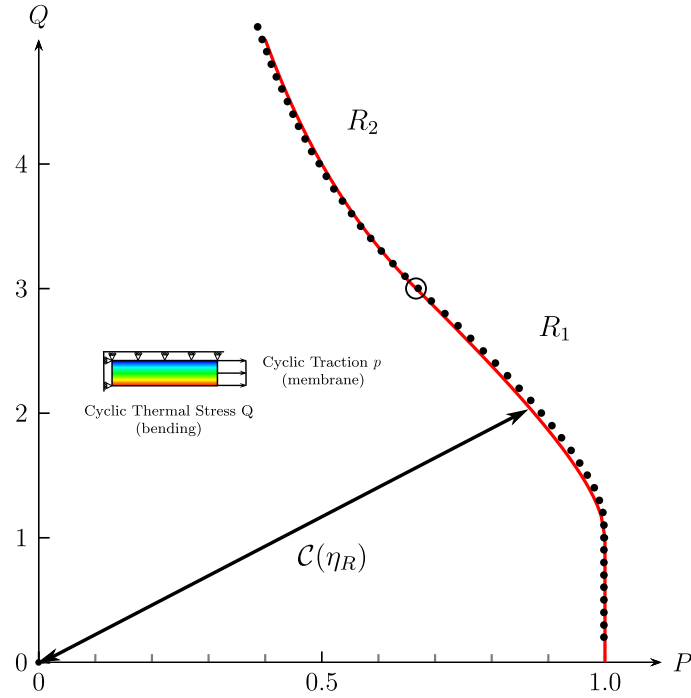 Q
R₂
4
3
R₁
Cyclic Traction p
(membrane)
Cyclic Thermal Stress Q
(bending)
2
1
C(η_R)
0
0
0.5
1.0
P